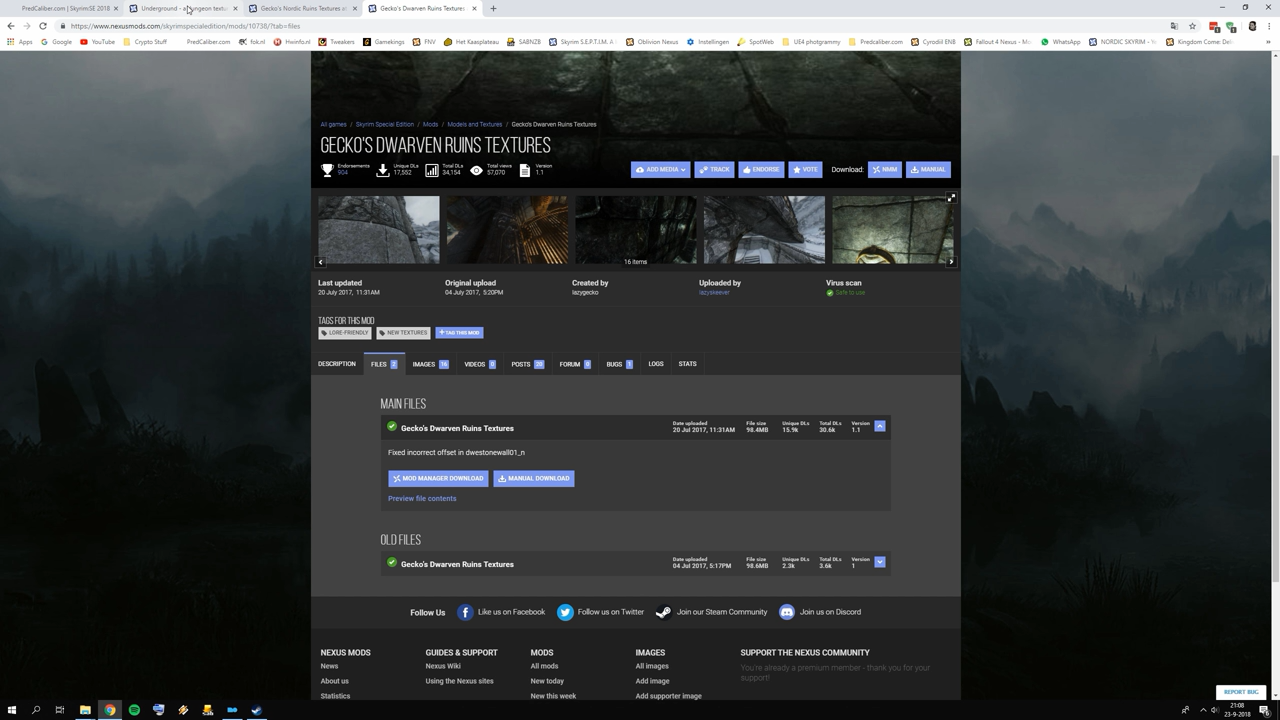 PredCaliber.com | SkyrimSE 2018
Underground - a dungeon textu
Gecko's Nordic Ruins Textures at
Gecko's Dwarven Ruins Textures
https://www.nexusmods.com/skyrimspecialedition/mods/10738/?tab=files
Apps
Google
YouTube
Crypto Stuff
PredCaliber.com
fok.nl
Hwinfo.nl
Tweakers
Gamekings
FNV
Het Kaasplateau
SABNZB
Skyrim S.E.P.T.I.M.
Oblivion Nexus
Instellingen
SpotWeb
UE4 photgrammy
Predcaliber.com
Cyrodiil ENB
Fallout 4 Nexus - Mo
WhatsApp
NORDIC SKYRIM -
Kingdom Come: Del
»
All games / Skyrim Special Edition / Mods / Models and Textures / Gecko's Dwarven Ruins Textures
GECKO'S DWARVEN RUINS TEXTURES
Endorsements
904
Unique DLs
17,552
Total DLs
34,154
Total views
57,070
Version
1.1
ADD MEDIA
TRACK
ENDORSE
VOTE
Download:
NMM
MANUAL
16 items
Last updated
20 July 2017, 11:31AM
Original upload
04 July 2017, 5:20PM
Created by
lazygecko
Uploaded by
lazyskeever
Virus scan
Safe to use
TAGS FOR THIS MOD
LORE-FRIENDLY
NEW TEXTURES
+ TAG THIS MOD
DESCRIPTION
FILES 2
IMAGES 16
VIDEOS 0
POSTS 20
FORUM 0
BUGS 1
LOGS
STATS
MAIN FILES
Gecko's Dwarven Ruins Textures
Date uploaded
20 Jul 2017, 11:31AM
File size
98.4MB
Unique DLs
15.9k
Total DLs
30.6k
Version
1.1
Fixed incorrect offset in dwestonewall01_n
MOD MANAGER DOWNLOAD
MANUAL DOWNLOAD
Preview file contents
OLD FILES
Gecko's Dwarven Ruins Textures
Date uploaded
04 Jul 2017, 5:17PM
File size
98.6MB
Unique DLs
2.3k
Total DLs
3.6k
Version
1
Follow Us
Like us on Facebook
Follow us on Twitter
Join our Steam Community
Join us on Discord
NEXUS MODS
News
About us
Statistics
GUIDES & SUPPORT
Nexus Wiki
Using the Nexus sites
MODS
All mods
New today
New this week
IMAGES
All images
Add image
Add supporter image
SUPPORT THE NEXUS COMMUNITY
You're already a premium member - thank you for
support!
REPORT BUG
21:08
23-9-2018